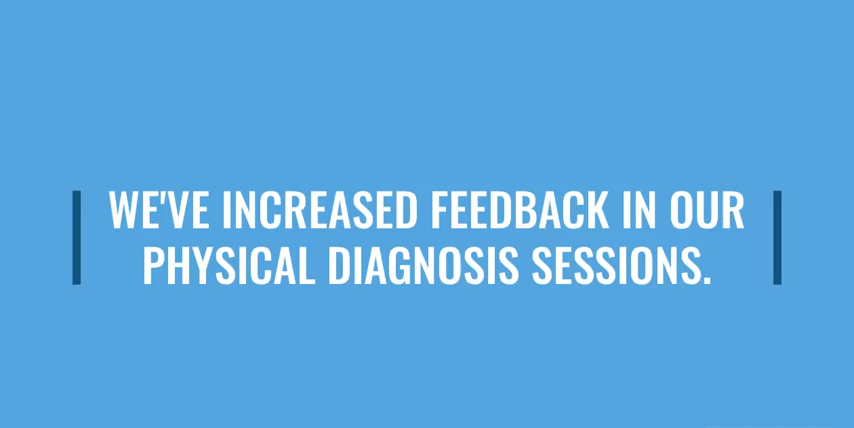 WE'VE INCREASED FEEDBACK IN OUR
PHYSICAL DIAGNOSIS SESSIONS.